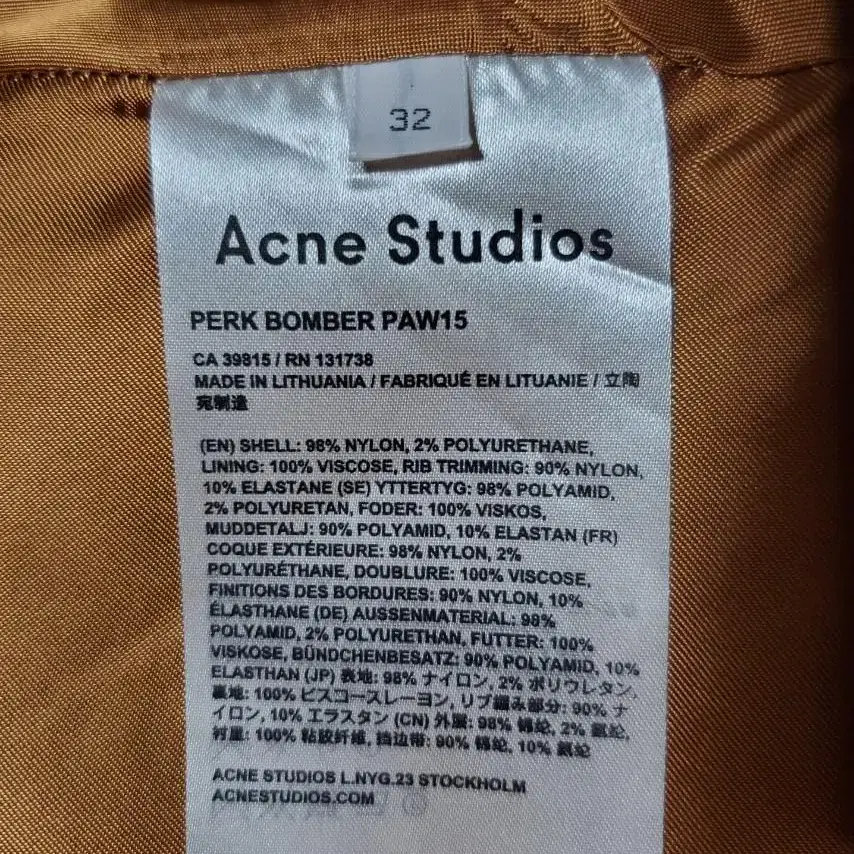 32
Acne Studios
PERK BOMBER PAW15
CA 39815 / RN 131738
MADE IN LITHUANIA / FABRIQUÉ EN LITUANIE / 立陶
宛制造
(EN) SHELL: 98% NYLON, 2% POLYURETHANE,
LINING: 100% VISCOSE, RIB TRIMMING: 90% NYLON,
10% ELASTANE (SE) YTTERTYG: 98% POLYAMID,
2% POLYURETAN, FODER: 100% VISKOS,
MUDDETALJ: 90% POLYAMID, 10% ELASTAN (FR)
COQUE EXTÉRIEURE: 98% NYLON, 2%
POLYURÉTHANE, DOUBLURE: 100% VISCOSE,
FINITIONS DES BORDURES: 90% NYLON, 10%
ÉLASTHANE (DE) AUSSENMATERIAL: 98%
POLYAMID, 2% POLYURETHAN, FUTTER: 100%
VISKOSE, BÜNDCHENBESATZ: 90% POLYAMID, 10%
ELASTHAN (JP) 表地: 98% ナイロン, 2% ポリウレタン,
裏地: 100% ビスコースレーヨン, リブ編み部分: 90% ナ
イロン, 10% エラスタン (CN) 外服: 98% 锦纶, 2% 氨纶,
衬里: 100% 粘胶纤维, 挡边带: 90% 锦纶, 10% 氨纶
ACNE STUDIOS L.NYG.23 STOCKHOLM
ACNESTUDIOS.COM